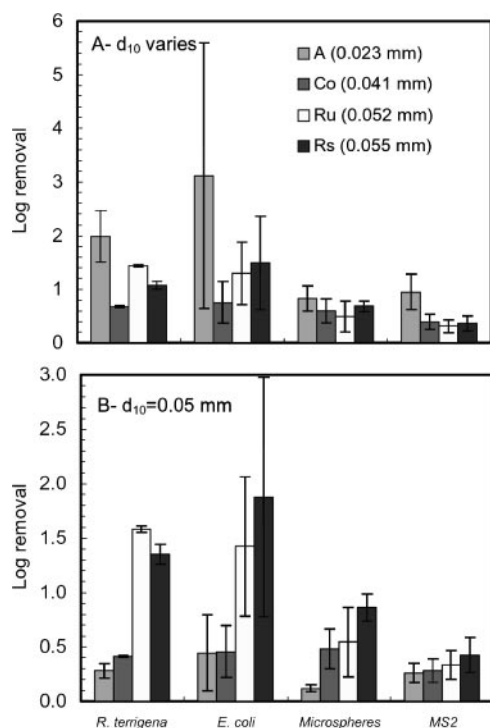 A- d10 varies
A (0.023 mm)
Co (0.041 mm)
Ru (0.052 mm)
Rs (0.055 mm)
Log removal
6
5
4
3
2
1
0
B- d10=0.05 mm
Log removal
3.0
2.5
2.0
1.5
1.0
0.5
0.0
R. terrigena
E. coli
Microspheres
MS2